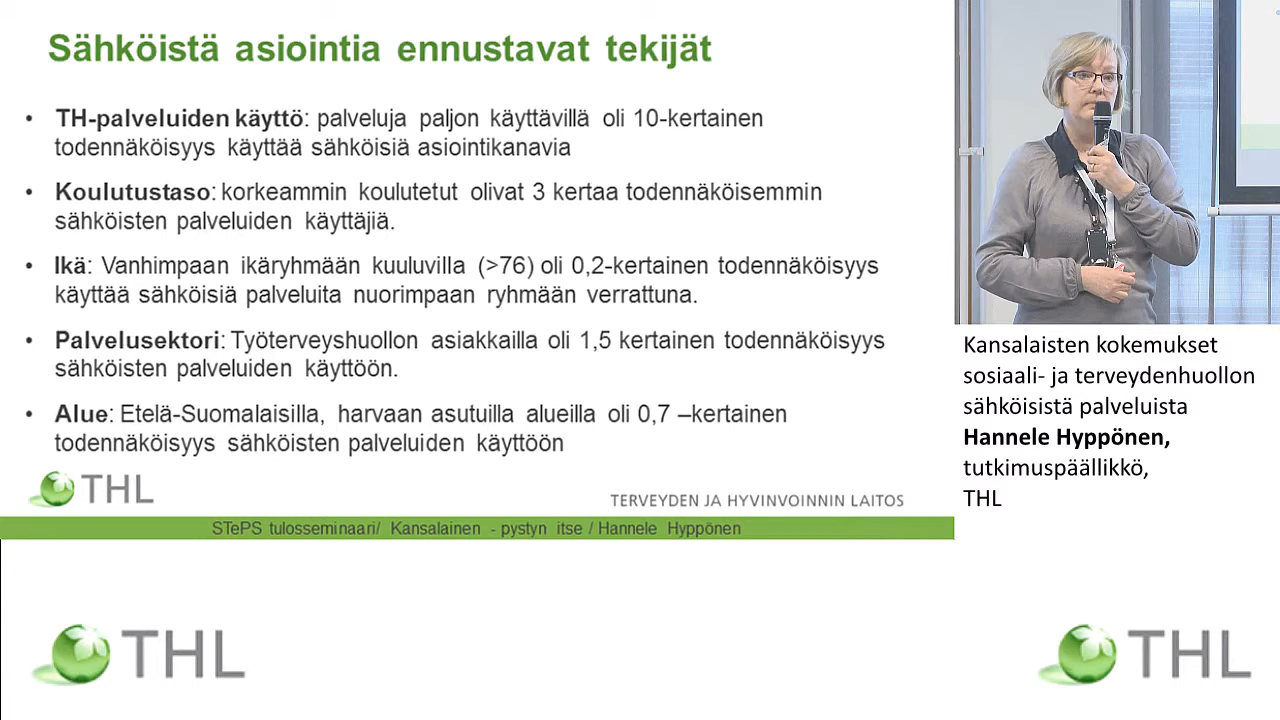 Sähköistä asiointia ennustavat tekijät
• TH-palveluiden käyttö: palveluja paljon käyttävillä oli 10-kertainen
todennäköisyys käyttää sähköisiä asiointikanavia
• Koulutustaso: korkeammin koulutetut olivat 3 kertaa todennäköisemmin
sähköisten palveluiden käyttäjiä.
• Ikä: Vanhimpaan ikäryhmään kuuluvilla (>76) oli 0,2-kertainen todennäköisyys
käyttää sähköisiä palveluita nuorimpaan ryhmään verrattuna.
• Palvelusektori: Työterveyshuollon asiakkailla oli 1,5 kertainen todennäköisyys
sähköisten palveluiden käyttöön.
• Alue: Etelä-Suomalaisilla, harvaan asutuilla alueilla oli 0,7 –kertainen
todennäköisyys sähköisten palveluiden käyttöön
THL
TERVEYDEN JA HYVINVOINNIN LAITOS
STePS tulosseminaari/ Kansalainen - pystyn itse / Hannele Hyppönen
Kansalaisten kokemukset
sosiaali- ja terveydenhuollon
sähköisistä palveluista
Hannele Hyppönen,
tutkimuspäällikkö,
THL
THL
THL